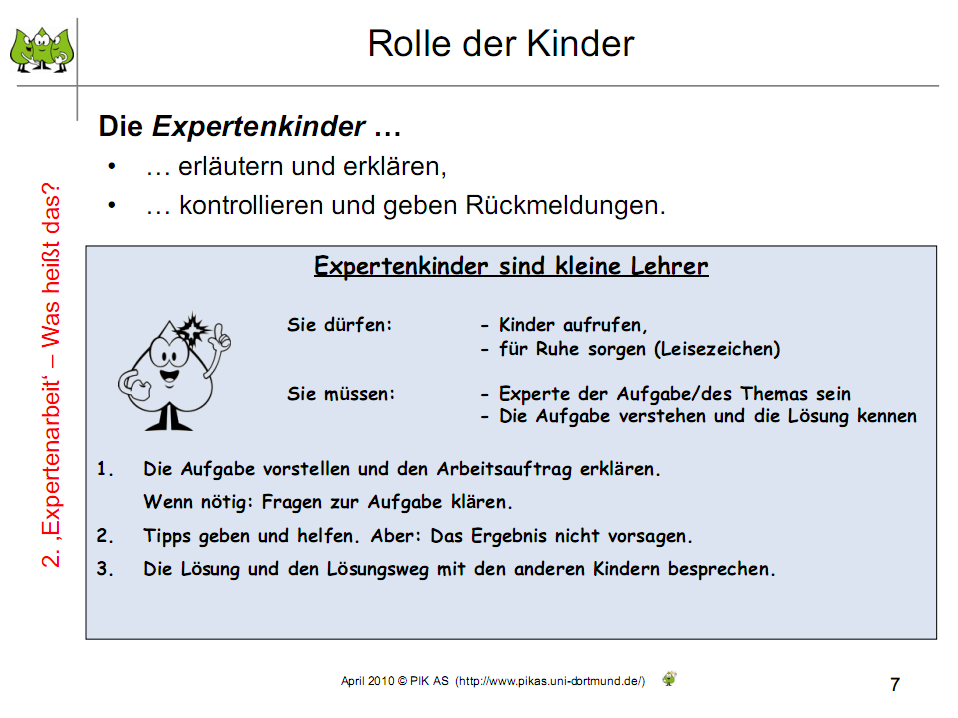 Rolle der Kinder
2. ‚Expertenarbeit‘ – Was heißt das?
Die Expertenkinder …
• … erläutern und erklären,
• … kontrollieren und geben Rückmeldungen.
Expertenkinder sind kleine Lehrer
Sie dürfen: - Kinder aufrufen,
- für Ruhe sorgen (Leisezeichen)
Sie müssen: - Experte der Aufgabe/des Themas sein
- Die Aufgabe verstehen und die Lösung kennen
1. Die Aufgabe vorstellen und den Arbeitsauftrag erklären.
Wenn nötig: Fragen zur Aufgabe klären.
2. Tipps geben und helfen. Aber: Das Ergebnis nicht vorsagen.
3. Die Lösung und den Lösungsweg mit den anderen Kindern besprechen.
April 2010 © PIK AS (http://www.pikas.uni-dortmund.de/)
7